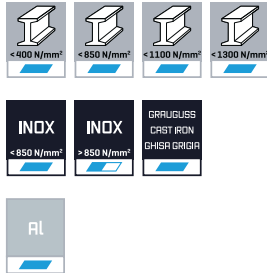 <400 N/mm² <850 N/mm² <1100 N/mm² <1300 N/mm²
INOX INOX GRAUGUSS
CAST IRON
GHISA GRIGIA
<850 N/mm² >850 N/mm²
Al